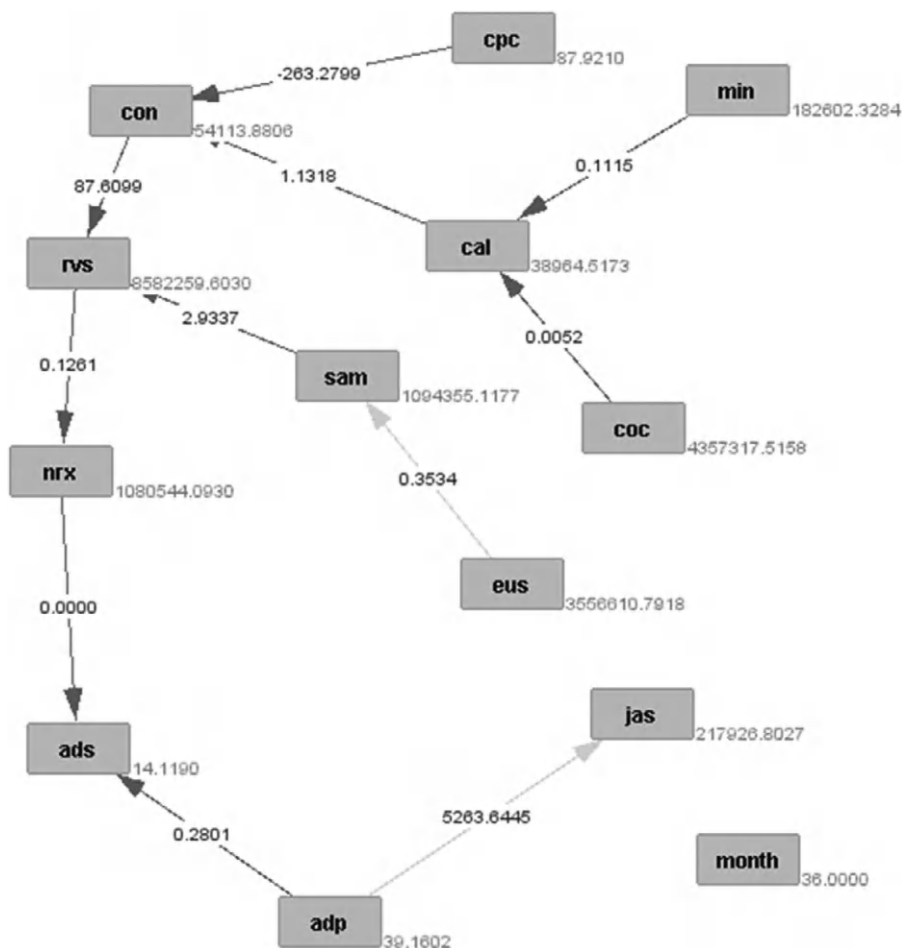 cpc
87.9210
-263.2799
con
54113.8806
min
182602.3284
0.1115
1.1318
87.6099
cal
38964.5173
rvs
8582259.6030
2.9337
0.0052
0.1261
sam
1094355.1177
coc
4357317.5158
nrx
1080544.0930
0.3534
eus
3556610.7918
0.0000
jas
217926.8027
ads
14.1190
5263.6445
0.2801
month
36.0000
adp
39.1602